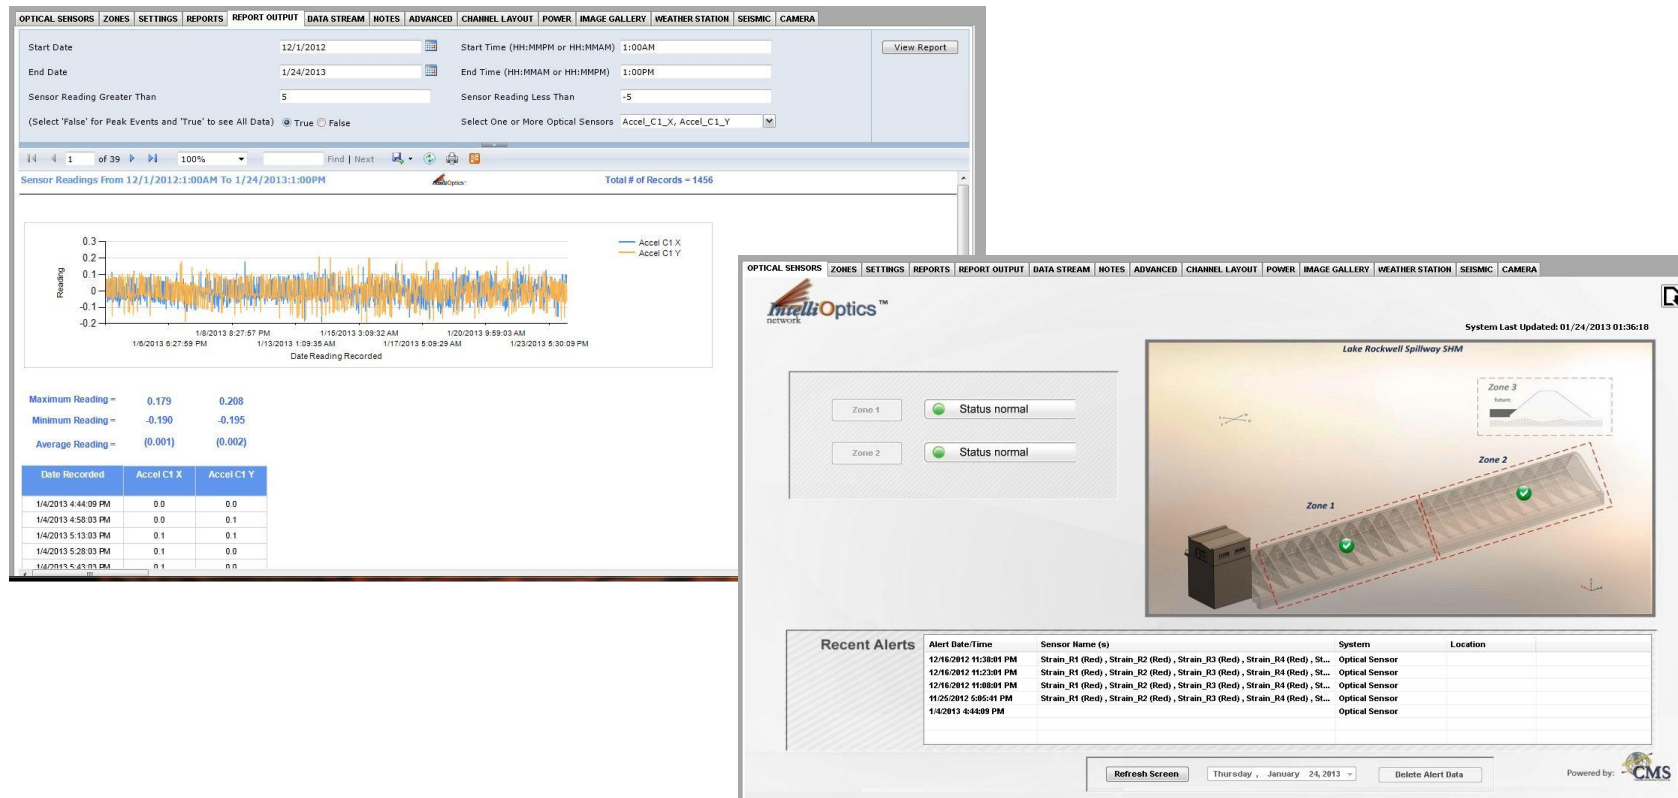 OPTICAL SENSORS ZONES SETTINGS REPORTS REPORT OUTPUT DATA STREAM NOTES ADVANCED CHANNEL LAYOUT POWER IMAGE GALLERY WEATHER STATION SEISMIC CAMERA
Start Date 12/1/2012 Start Time (HH:MMPM or HH:MMAM) 1:00AM View Report
End Date 1/24/2013 End Time (HH:MMAM or HH:MMPM) 1:00PM
Sensor Reading Greater Than 5 Sensor Reading Less Than -5
(Select 'False' for Peak Events and 'True' to see All Data) True False Select One or More Optical Sensors Accel_C1_X, Accel_C1_Y
1 of 39 100% Find | Next
Sensor Readings From 12/1/2012:1:00AM To 1/24/2013:1:00PM IntelliOptics Total # of Records = 1456
0.3
0.2
0.1
0
-0.1
-0.2
Reading
Accel C1 X
Accel C1 Y
1/8/2013 8:27:57 PM 1/15/2013 3:09:32 AM 1/20/2013 9:59:03 AM
1/6/2013 6:27:59 PM 1/13/2013 1:09:35 AM 1/17/2013 5:09:29 AM 1/23/2013 5:30:09 PM
Date Reading Recorded
Maximum Reading = 0.179 0.208
Minimum Reading = -0.190 -0.195
Average Reading = (0.001) (0.002)
Date Recorded Accel C1 X Accel C1 Y
1/4/2013 4:44:09 PM 0.0 0.0
1/4/2013 4:58:03 PM 0.0 0.1
1/4/2013 5:13:03 PM 0.1 0.1
1/4/2013 5:28:03 PM 0.1 0.0
1/4/2013 5:43:03 PM 0.1 0.0
OPTICAL SENSORS ZONES SETTINGS REPORTS REPORT OUTPUT DATA STREAM NOTES ADVANCED CHANNEL LAYOUT POWER IMAGE GALLERY WEATHER STATION SEISMIC CAMERA
IntelliOptics™
network
System Last Updated: 01/24/2013 01:36:18
Zone 1 Status normal
Zone 2 Status normal
Lake Rockwell Spillway SHM
Zone 3
future
Zone 2
Zone 1
Recent Alerts
Alert Date/Time Sensor Name (s) System Location
12/16/2012 11:38:01 PM Strain_R1 (Red) , Strain_R2 (Red) , Strain_R3 (Red) , Strain_R4 (Red) , St... Optical Sensor
12/16/2012 11:23:01 PM Strain_R1 (Red) , Strain_R2 (Red) , Strain_R3 (Red) , Strain_R4 (Red) , St... Optical Sensor
12/16/2012 11:08:01 PM Strain_R1 (Red) , Strain_R2 (Red) , Strain_R3 (Red) , Strain_R4 (Red) , St... Optical Sensor
11/25/2012 5:05:41 PM Strain_R1 (Red) , Strain_R2 (Red) , Strain_R3 (Red) , Strain_R4 (Red) , St... Optical Sensor
1/4/2013 4:44:09 PM Optical Sensor
Refresh Screen Thursday , January 24, 2013 Delete Alert Data Powered by: CMS